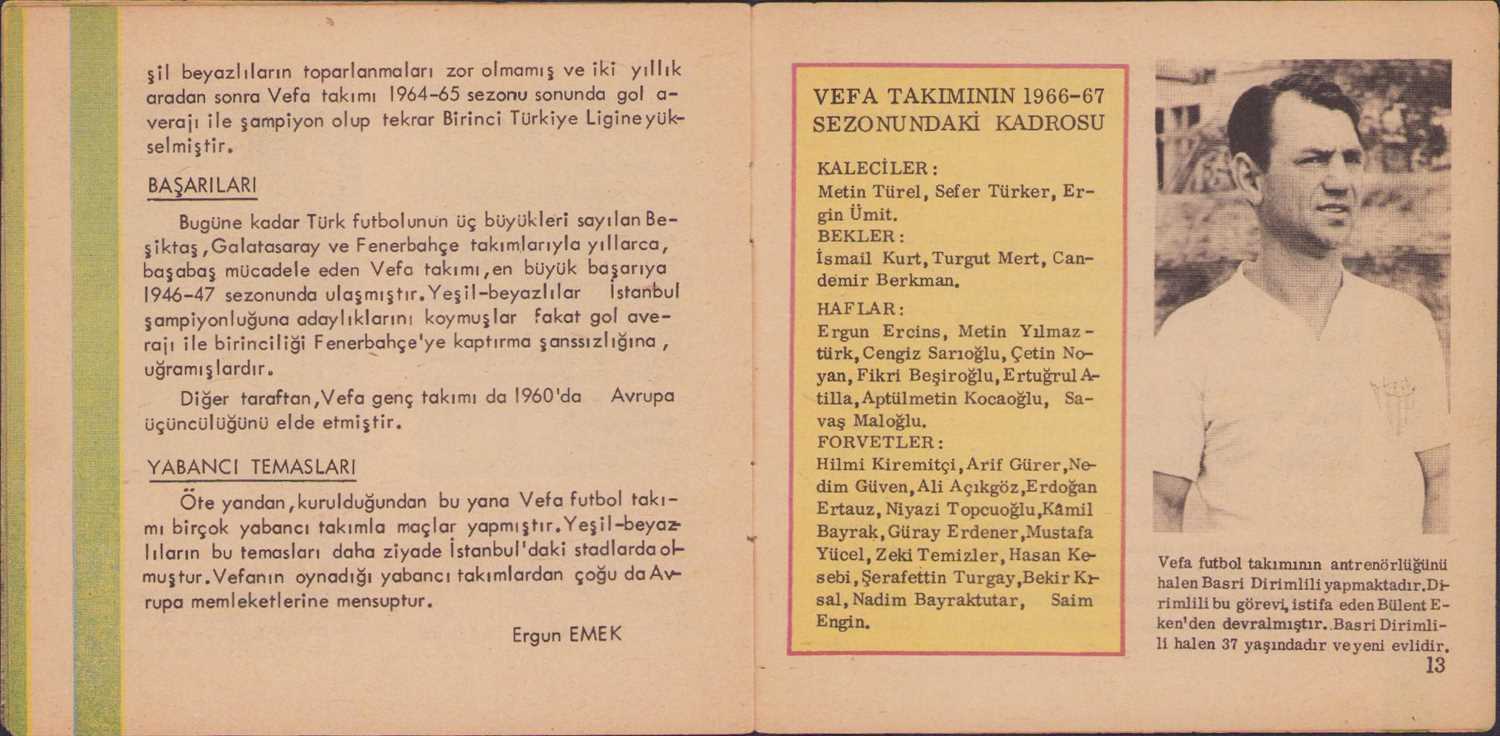 şil beyazlıların toparlanmaları zor olmamış ve iki yıllık
aradan sonra Vefa takımı 1964-65 sezonu sonunda gol a-
verajı ile şampiyon olup tekrar Birinci Türkiye Ligine yük-
selmiştir.
BAŞARILARI
Bugüne kadar Türk futbolunun üç büyükleri sayılan Be-
şiktaş, Galatasaray ve Fenerbahçe takımlarıyla yıllarca,
başabaş mücadele eden Vefa takımı, en büyük başarıya
1946-47 sezonunda ulaşmıştır. Yeşil-beyazlılar İstanbul
şampiyonluğuna adaylıklarını koymuşlar fakat gol ave-
rajı ile birinciliği Fenerbahçe'ye kaptırma şanssızlığına,
uğramışlardır.
Diğer taraftan, Vefa genç takımı da 1960'da Avrupa
üçüncülüğünü elde etmiştir.
YABANCI TEMASLARI
Öte yandan, kurulduğundan bu yana Vefa futbol takı-
mı birçok yabancı takımla maçlar yapmıştır. Yeşil-beyaz-
lıların bu temasları daha ziyade İstanbul'daki stadlarda ol-
muştur. Vefanın oynadığı yabancı takımlardan çoğu da Av-
rupa memleketlerine mensuptur.
Ergun EMEK
VEFA TAKIMININ 1966-67
SEZONUNDAKİ KADROSU
KALECİLER :
Metin Türel, Sefer Türker, Er-
gin Ümit.
BEKLER :
İsmail Kurt, Turgut Mert, Can-
demir Berkman.
HAFLAR :
Ergun Ercins, Metin Yılmaz-
türk, Cengiz Sarıoğlu, Çetin No-
yan, Fikri Beşiroğlu, Ertuğrul A-
tilla, Aptülmetin Kocaoğlu, Sa-
vaş Maloğlu.
FORVETLER :
Hilmi Kiremitçi, Arif Gürer, Ne-
dim Güven, Ali Açıkgöz, Erdoğan
Ertauz, Niyazi Topcuoğlu, Kâmil
Bayrak, Güray Erdener, Mustafa
Yücel, Zeki Temizler, Hasan Ke-
sebi, Şerafettin Turgay, Bekir Kı-
sal, Nadim Bayraktutar, Saim
Engin.
Vefa futbol takımının antrenörlüğünü
halen Basri Dirimlili yapmaktadır. Di-
rimlili bu görevi, istifa eden Bülent E-
ken'den devralmıştır. Basri Dirimli-
li halen 37 yaşındadır ve yeni evlidir.
13